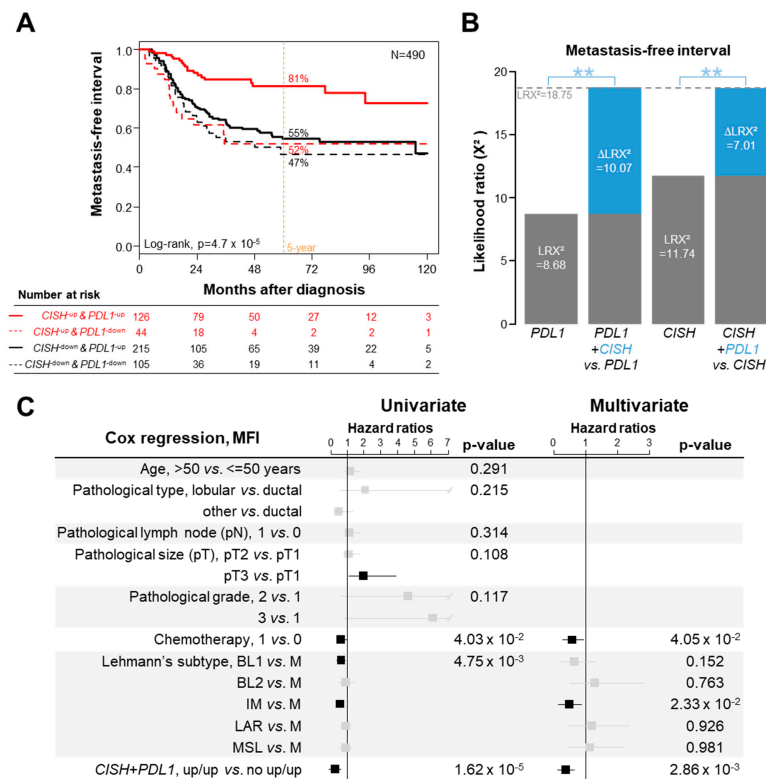 A
Metastasis-free interval
1.0
0.8
0.6
0.4
0.2
0.0
N=490
81%
55%
52%
47%
Log-rank, p=4.7 x 10-5
5-year
0 24 48 72 96 120
Months after diagnosis
Number at risk
CISH-up & PDL1-up 126 79 50 27 12 3
CISH-up & PDL1-down 44 18 4 2 2 1
CISH-down & PDL1-up 215 105 65 39 22 5
CISH-down & PDL1-down 105 36 19 11 4 2
B
Metastasis-free interval
Likelihood ratio (X²)
20
15
10
5
0
** **
LRX²=18.75
LRX²
=8.68
ΔLRX²
=10.07
LRX²
=11.74
ΔLRX²
=7.01
PDL1
PDL1
+CISH
vs. PDL1
CISH
CISH
+PDL1
vs. CISH
C
Univariate Multivariate
Cox regression, MFI
Hazard ratios p-value Hazard ratios p-value
0 1 2 3 4 5 6 7 0 1 2 3
Age, >50 vs. <=50 years 0.291
Pathological type, lobular vs. ductal 0.215
other vs. ductal
Pathological lymph node (pN), 1 vs. 0 0.314
Pathological size (pT), pT2 vs. pT1 0.108
pT3 vs. pT1
Pathological grade, 2 vs. 1 0.117
3 vs. 1
Chemotherapy, 1 vs. 0 4.03 x 10-2 4.05 x 10-2
Lehmann's subtype, BL1 vs. M 4.75 x 10-3 0.152
BL2 vs. M 0.763
IM vs. M 2.33 x 10-2
LAR vs. M 0.926
MSL vs. M 0.981
CISH+PDL1, up/up vs. no up/up 1.62 x 10-5 2.86 x 10-3